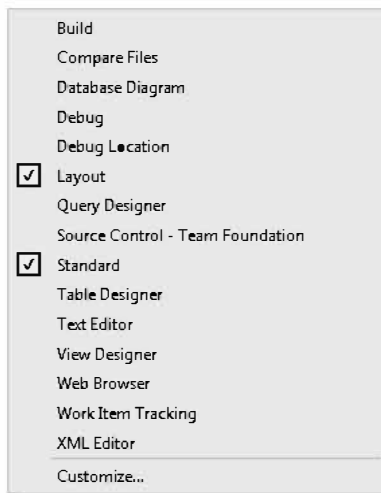 Build
Compare Files
Database Diagram
Debug
Debug Location
Layout
Query Designer
Source Control - Team Foundation
Standard
Table Designer
Text Editor
View Designer
Web Browser
Work Item Tracking
XML Editor
Customize...